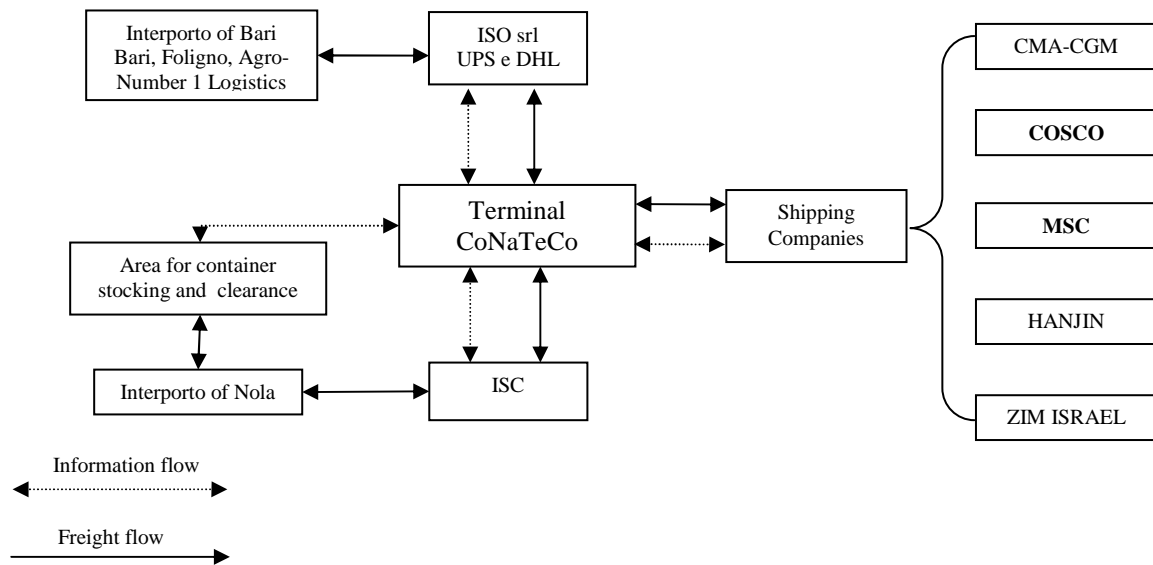 Interporto of Bari
Bari, Foligno, Agro-
Number 1 Logistics
ISO srl
UPS e DHL
CMA-CGM
COSCO
Terminal
CoNaTeCo
Shipping
Companies
MSC
Area for container
stocking and clearance
HANJIN
Interporto of Nola
ISC
ZIM ISRAEL
Information flow
Freight flow